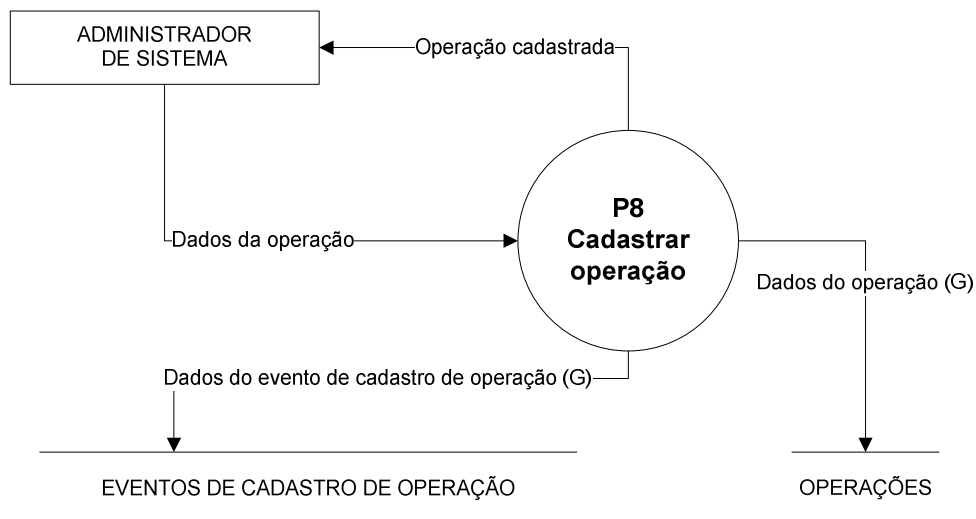 ADMINISTRADOR
DE SISTEMA
Operação cadastrada
P8
Cadastrar
operação
Dados da operação
Dados do operação (G)
Dados do evento de cadastro de operação (G)
EVENTOS DE CADASTRO DE OPERAÇÃO
OPERAÇÕES